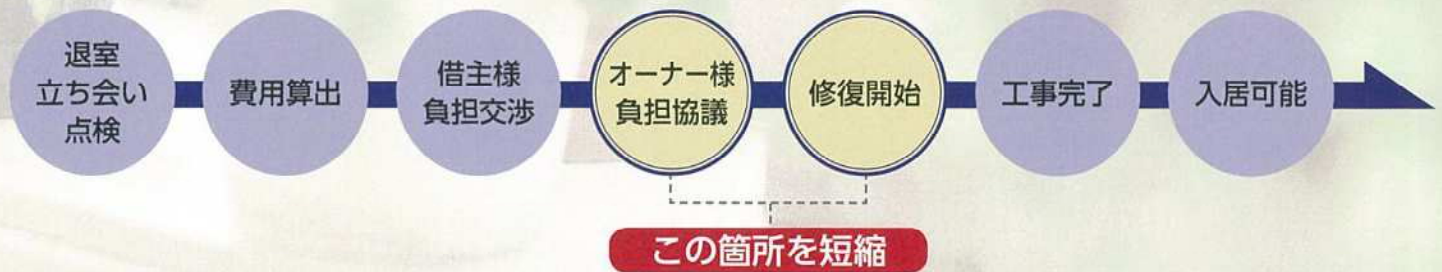 退室
立ち会い
点検
費用算出
借主様
負担交渉
オーナー様
負担協議
修復開始
工事完了
入居可能
この箇所を短縮